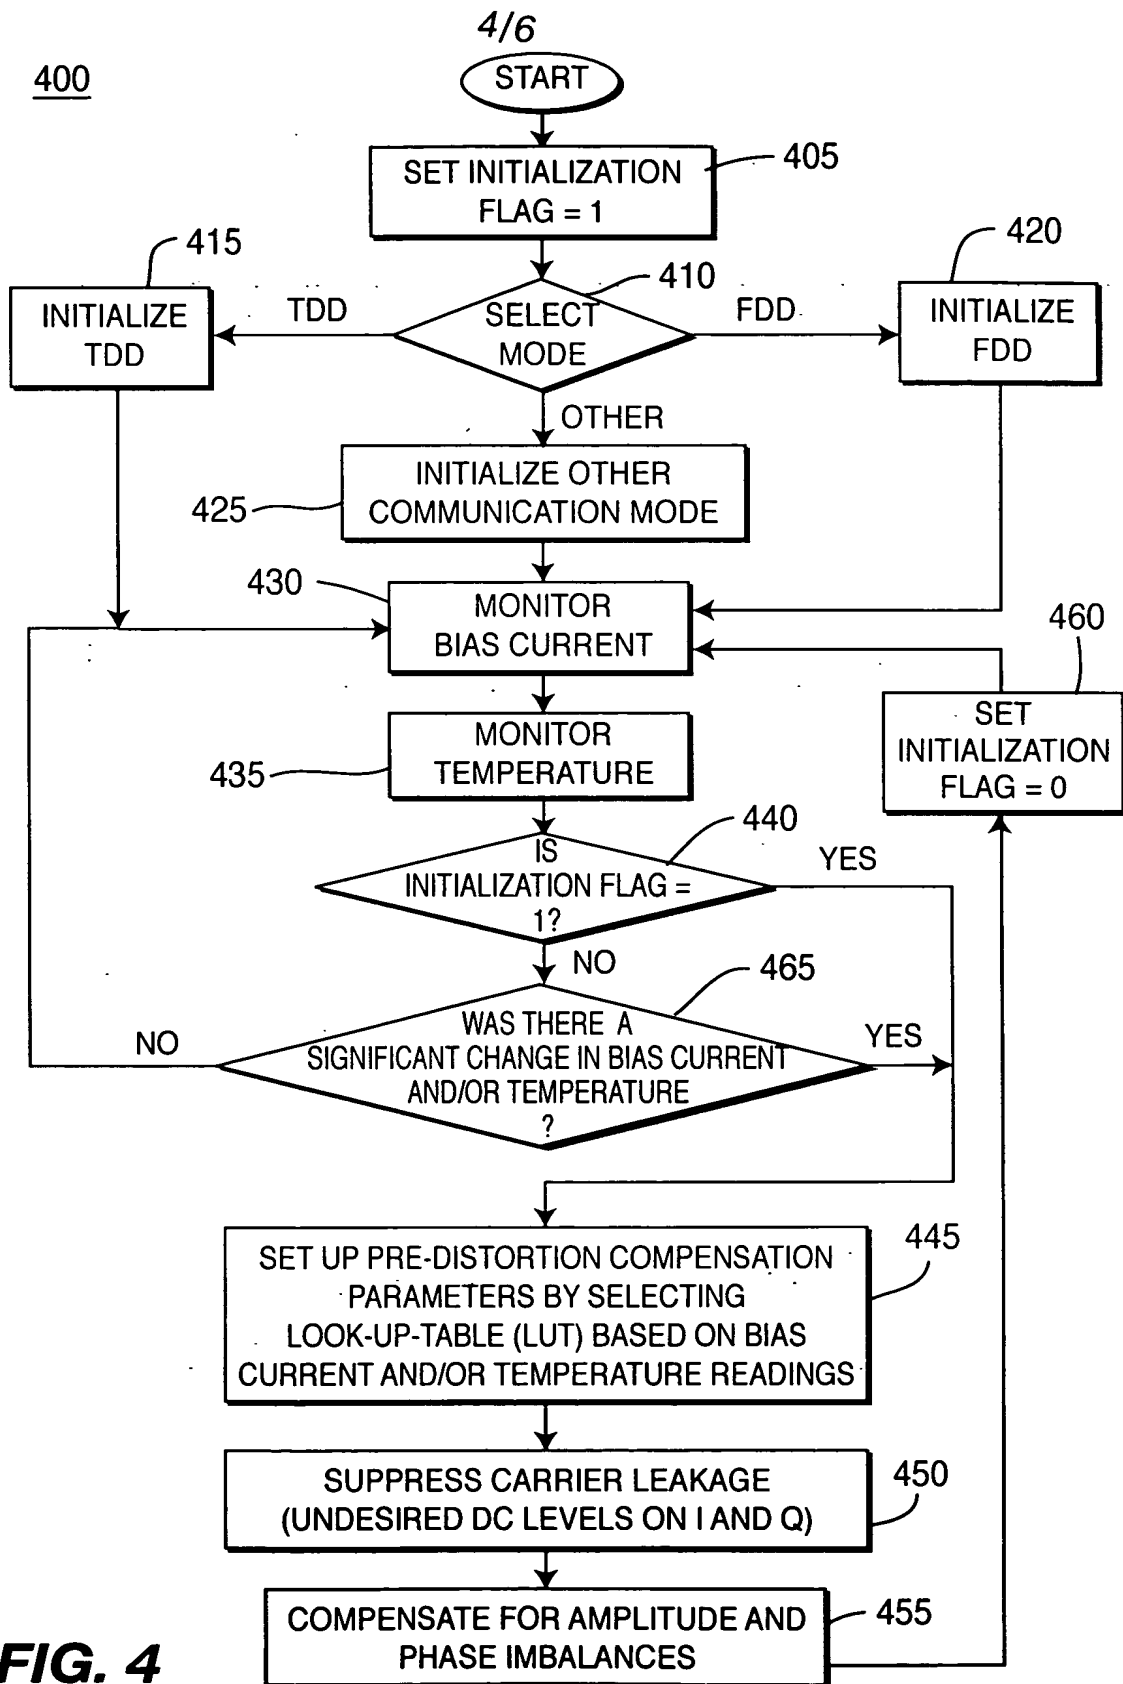 4/6
400
START
SET INITIALIZATION
FLAG = 1
405
410
415
420
SELECT
MODE
TDD
FDD
INITIALIZE
TDD
INITIALIZE
FDD
OTHER
INITIALIZE OTHER
COMMUNICATION MODE
425
430
MONITOR
BIAS CURRENT
460
SET
INITIALIZATION
FLAG = 0
MONITOR
TEMPERATURE
435
440
IS
INITIALIZATION FLAG =
1?
YES
NO
465
WAS THERE A
SIGNIFICANT CHANGE IN BIAS CURRENT
AND/OR TEMPERATURE
?
NO
YES
445
SET UP PRE-DISTORTION COMPENSATION
PARAMETERS BY SELECTING
LOOK-UP-TABLE (LUT) BASED ON BIAS
CURRENT AND/OR TEMPERATURE READINGS
SUPPRESS CARRIER LEAKAGE
(UNDESIRED DC LEVELS ON I AND Q)
450
COMPENSATE FOR AMPLITUDE AND
PHASE IMBALANCES
455
FIG. 4